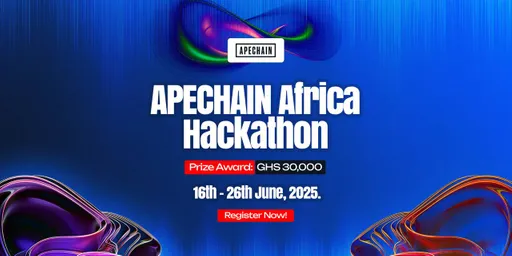 APECHAIN
APECHAIN Africa
Hackathon
Prize Award: GHS 30,000
16th - 26th June, 2025.
Register Now!